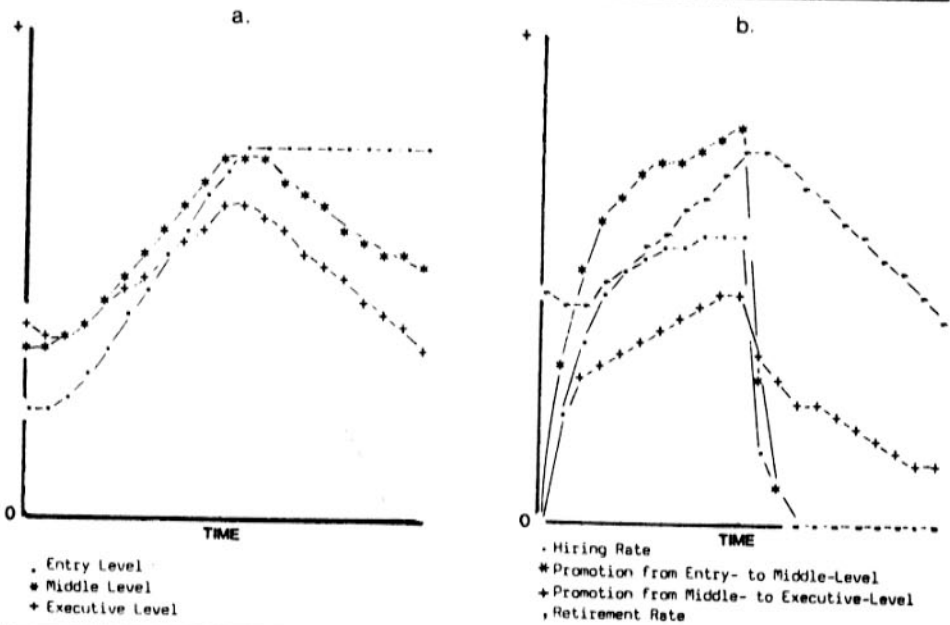 a.
+
0
TIME
. Entry Level
* Middle Level
+ Executive Level
b.
+
0
TIME
. Hiring Rate
* Promotion from Entry- to Middle-Level
+ Promotion from Middle- to Executive-Level
, Retirement Rate